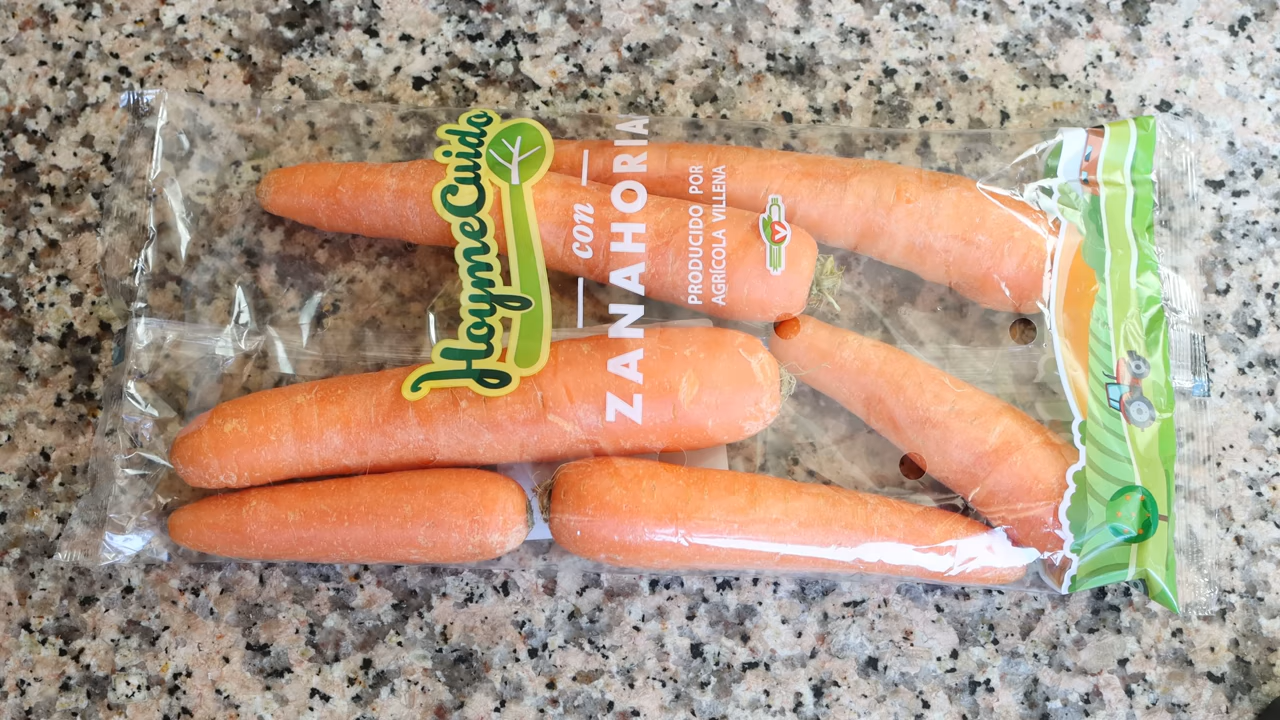 HoymeCuido
con
ZANAHORIA
PRODUCIDO POR
AGRÍCOLA VILLENA